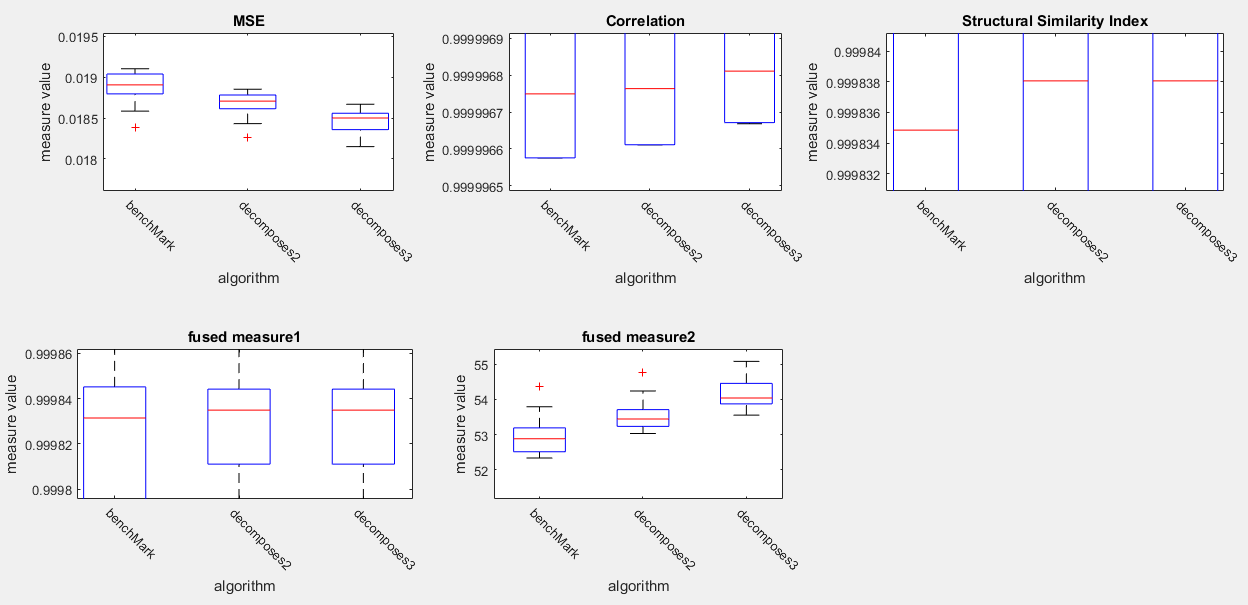 MSE
0.0195
0.019
0.0185
0.018
measure value
benchMark
decomposes2
decomposes3
algorithm
Correlation
0.9999969
0.9999968
0.9999967
0.9999966
0.9999965
measure value
benchMark
decomposes2
decomposes3
algorithm
Structural Similarity Index
0.99984
0.999838
0.999836
0.999834
0.999832
measure value
benchMark
decomposes2
decomposes3
algorithm
fused measure1
0.99986
0.99984
0.99982
0.9998
measure value
benchMark
decomposes2
decomposes3
algorithm
fused measure2
55
54
53
52
measure value
benchMark
decomposes2
decomposes3
algorithm